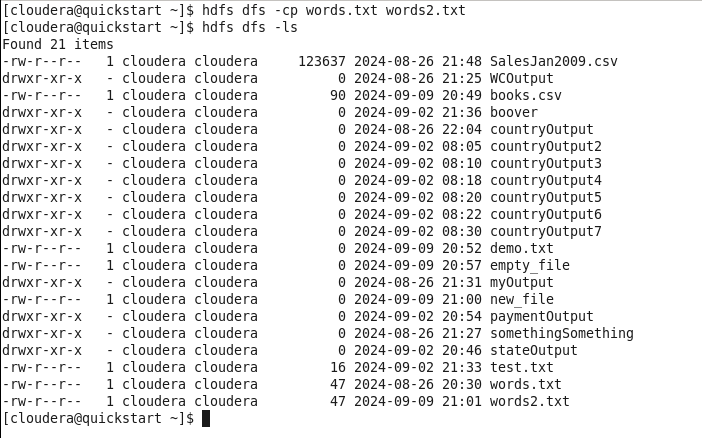 [cloudera@quickstart ~]$ hdfs dfs -cp words.txt words2.txt
[cloudera@quickstart ~]$ hdfs dfs -ls
Found 21 items
-rw-r--r--   1 cloudera cloudera     123637 2024-08-26 21:48 SalesJan2009.csv
drwxr-xr-x   - cloudera cloudera          0 2024-08-26 21:25 WCOutput
-rw-r--r--   1 cloudera cloudera         90 2024-09-09 20:49 books.csv
drwxr-xr-x   - cloudera cloudera          0 2024-09-02 21:36 boover
drwxr-xr-x   - cloudera cloudera          0 2024-08-26 22:04 countryOutput
drwxr-xr-x   - cloudera cloudera          0 2024-09-02 08:05 countryOutput2
drwxr-xr-x   - cloudera cloudera          0 2024-09-02 08:10 countryOutput3
drwxr-xr-x   - cloudera cloudera          0 2024-09-02 08:18 countryOutput4
drwxr-xr-x   - cloudera cloudera          0 2024-09-02 08:20 countryOutput5
drwxr-xr-x   - cloudera cloudera          0 2024-09-02 08:22 countryOutput6
drwxr-xr-x   - cloudera cloudera          0 2024-09-02 08:30 countryOutput7
-rw-r--r--   1 cloudera cloudera          0 2024-09-09 20:52 demo.txt
-rw-r--r--   1 cloudera cloudera          0 2024-09-09 20:57 empty_file
drwxr-xr-x   - cloudera cloudera          0 2024-08-26 21:31 myOutput
-rw-r--r--   1 cloudera cloudera          0 2024-09-09 21:00 new_file
drwxr-xr-x   - cloudera cloudera          0 2024-09-02 20:54 paymentOutput
drwxr-xr-x   - cloudera cloudera          0 2024-08-26 21:27 somethingSomething
drwxr-xr-x   - cloudera cloudera          0 2024-09-02 20:46 stateOutput
-rw-r--r--   1 cloudera cloudera         16 2024-09-02 21:33 test.txt
-rw-r--r--   1 cloudera cloudera         47 2024-08-26 20:30 words.txt
-rw-r--r--   1 cloudera cloudera         47 2024-09-09 21:01 words2.txt
[cloudera@quickstart ~]$